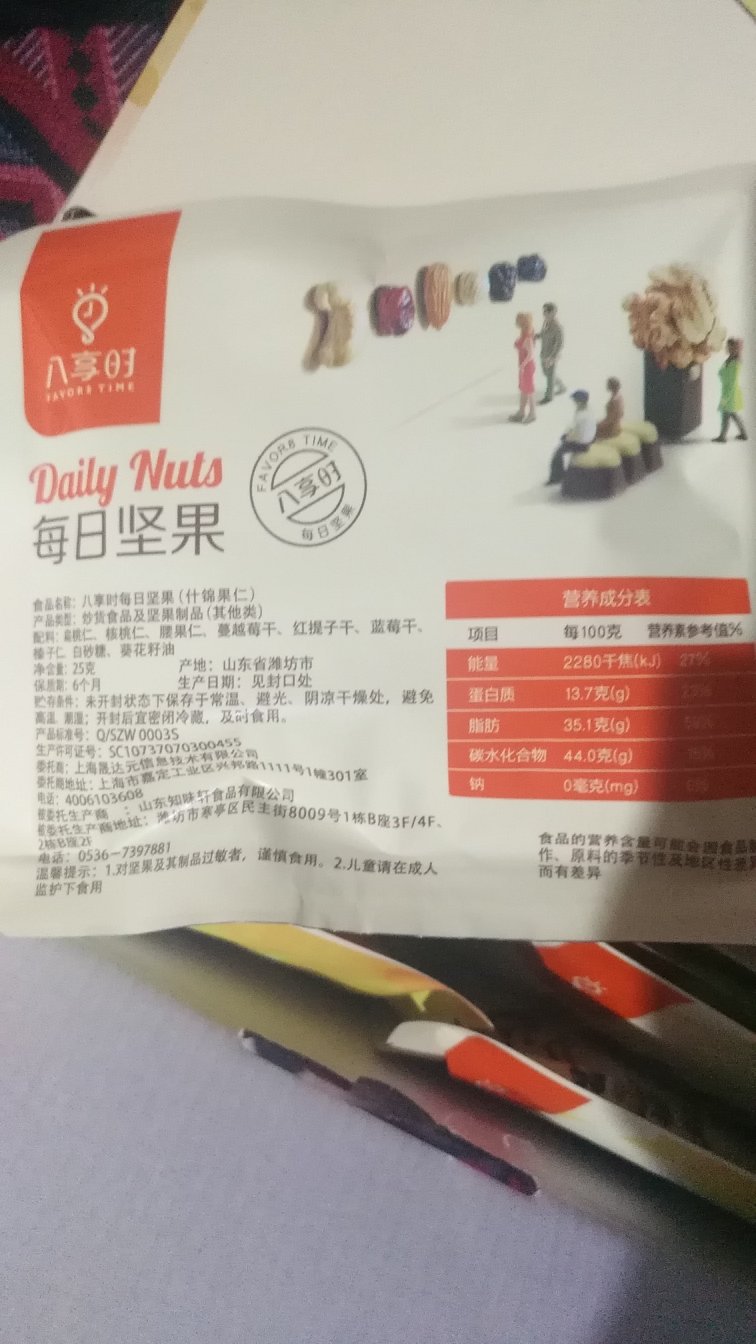 八享时
FAVOR8 TIME
Daily Nuts
每日坚果
FAVOR8 TIME
八享时
每日坚果
食品名称：八享时每日坚果（什锦果仁）
产品类型：炒货食品及坚果制品（其他类）
配料：扁桃仁、核桃仁、腰果仁、蔓越莓干、红提子干、蓝莓干、
榛子仁 白砂糖、葵花籽油
净含量：25克 产地：山东省潍坊市
保质期：6个月 生产日期：见封口处
贮存条件：未开封状态下保存于常温、避光、阴凉干燥处，避免
高温 潮湿；开封后宜密闭冷藏，及时食用。
产品标准号：Q/SZW 0003S
生产许可证号：SC10737070300455
委托商：上海晟达元信息技术有限公司
委托商地址：上海市嘉定工业区兴邦路1111号1幢301室
电话：4006103608
被委托生产商 ：山东知味轩食品有限公司
被委托生产商地址：潍坊市寒亭区民主街8009号1栋B座3F/4F、
2栋B座2F
电话：0536-7397881
温馨提示：1.对坚果及其制品过敏者，谨慎食用。2.儿童请在成人
监护下食用
营养成分表
项目 每100克 营养素参考值%
能量 2280千焦(kJ) 27%
蛋白质 13.7克(g)
脂肪 35.1克(g)
碳水化合物 44.0克(g)
钠 0毫克(mg) 0%
食品的营养含量可能会因食品
作、原料的季节性及地区性差异
而有差异